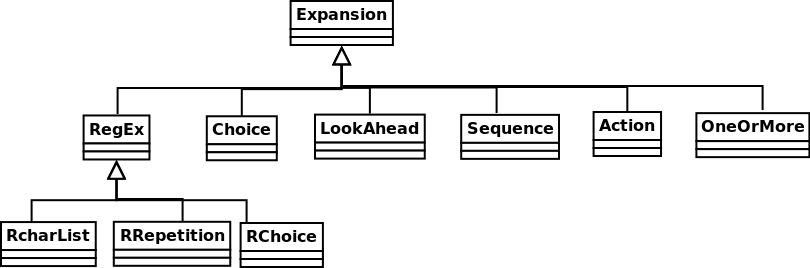 Expansion
RegEx
Choice
LookAhead
Sequence
Action
OneOrMore
RcharList
RRepetition
RChoice